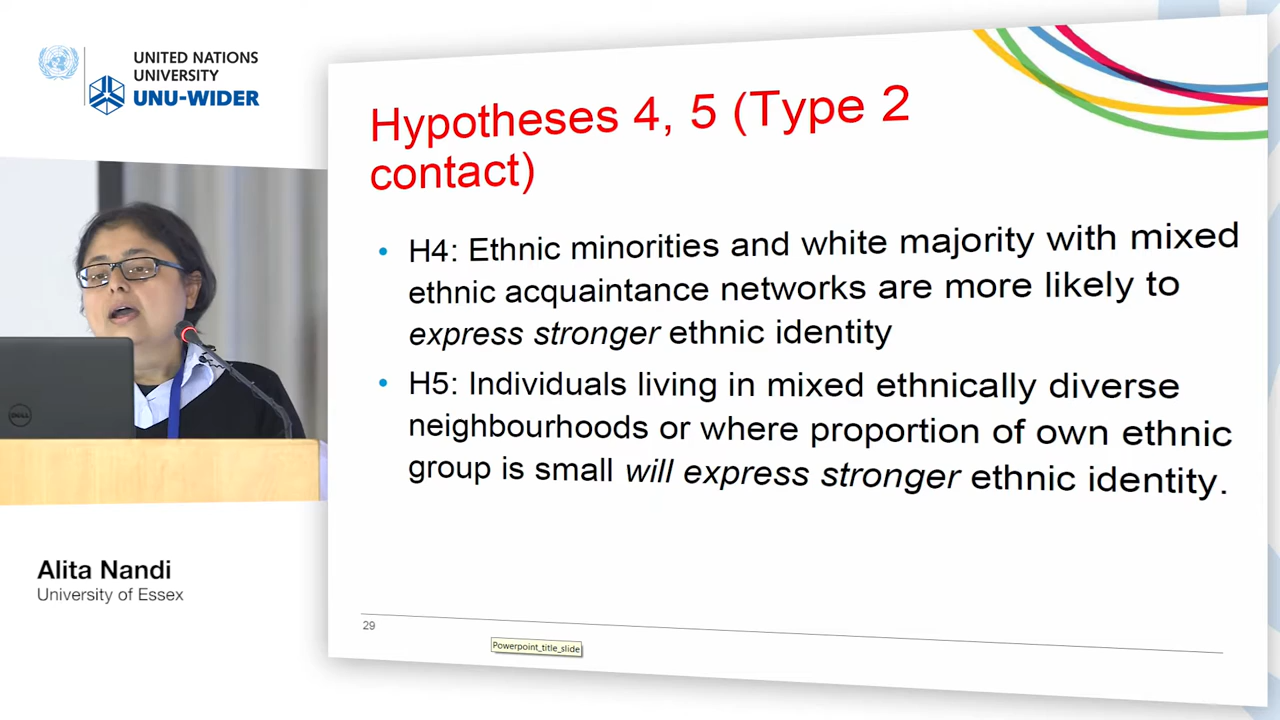 UNITED NATIONS
UNIVERSITY
UNU-WIDER
Hypotheses 4, 5 (Type 2
contact)
• H4: Ethnic minorities and white majority with mixed
ethnic acquaintance networks are more likely to
express stronger ethnic identity
• H5: Individuals living in mixed ethnically diverse
neighbourhoods or where proportion of own ethnic
group is small will express stronger ethnic identity.
DELL
Alita Nandi
University of Essex
29
Powerpoint_title_slide